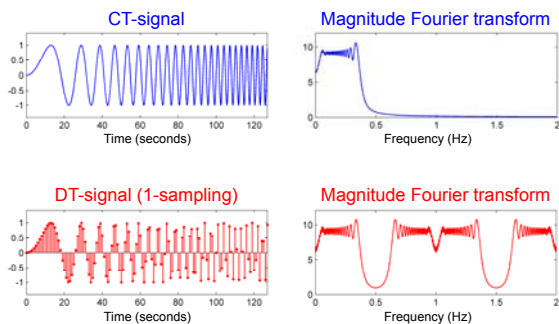 CT-signal
1
0.5
0
-0.5
-1
0 20 40 60 80 100 120
Time (seconds)
Magnitude Fourier transform
10
5
0
0 0.5 1 1.5 2
Frequency (Hz)
DT-signal (1-sampling)
1
0.5
0
-0.5
-1
0 20 40 60 80 100 120
Time (seconds)
Magnitude Fourier transform
10
5
0
0 0.5 1 1.5 2
Frequency (Hz)